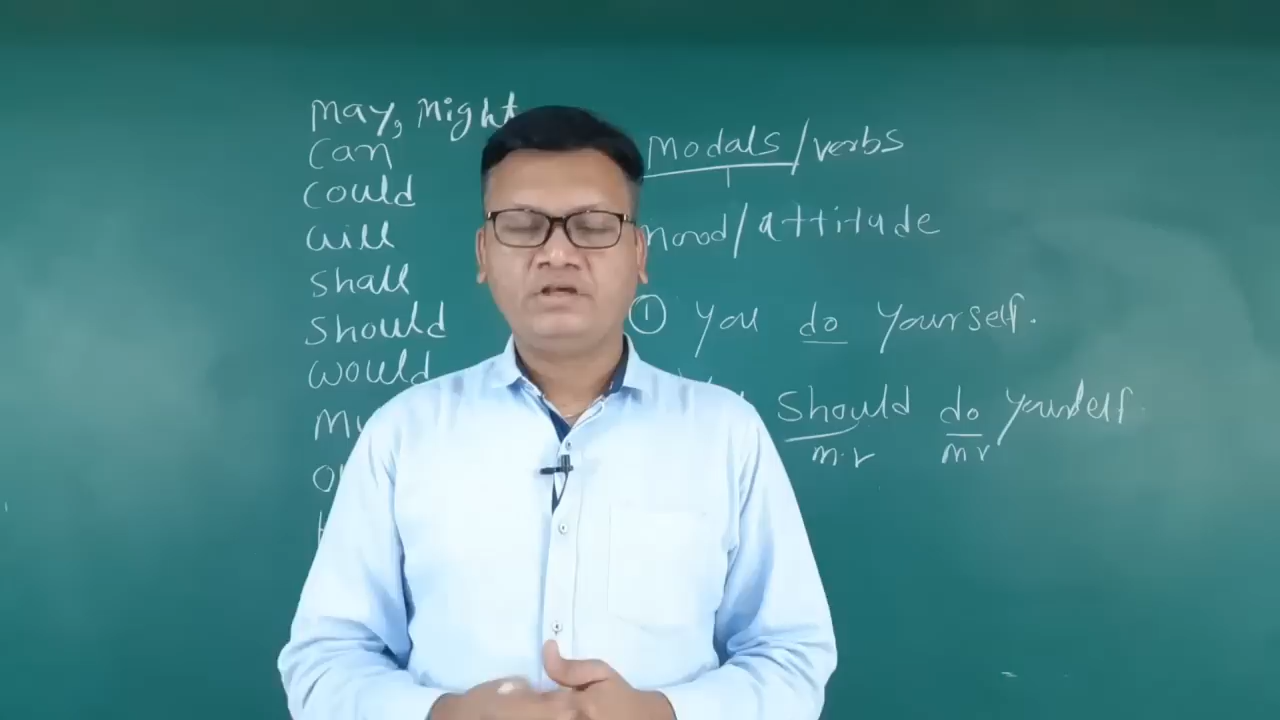 May, Might
Can
Could
Will
Shall
Should
Would
Modals/verbs
mood/attitude
① You do yourself.
Should do yourself.
m.v mv